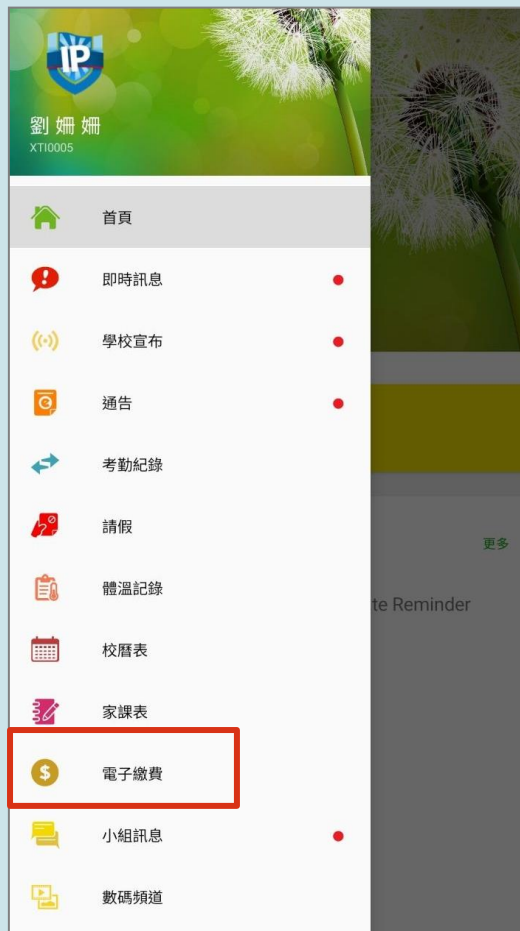 IP
劉 姍 姍
XTI0005
首頁
即時訊息
學校宣布
通告
考勤紀錄
請假
更多
體溫記錄
te Reminder
校曆表
家課表
$ 電子繳費
小組訊息
數碼頻道